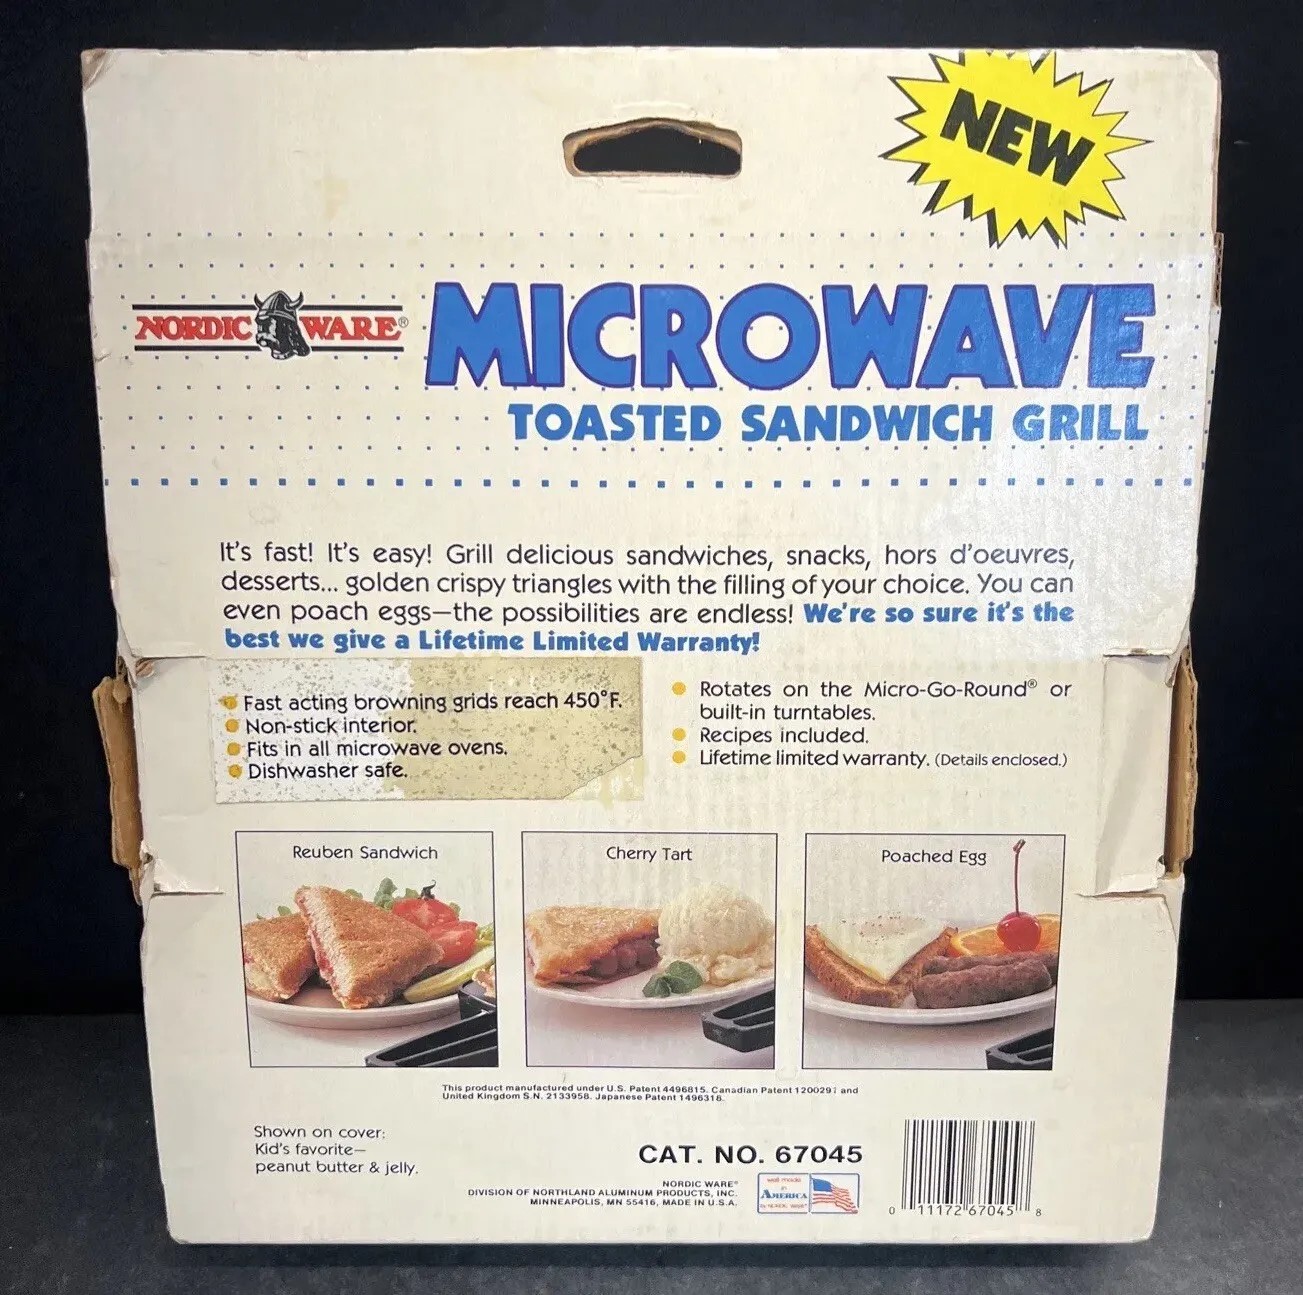 NEW
NORDIC WARE®
MICROWAVE
TOASTED SANDWICH GRILL
It's fast! It's easy! Grill delicious sandwiches, snacks, hors d'oeuvres,
desserts... golden crispy triangles with the filling of your choice. You can
even poach eggs—the possibilities are endless! We're so sure it's the
best we give a Lifetime Limited Warranty!
Fast acting browning grids reach 450°F.
Non-stick interior.
Fits in all microwave ovens.
Dishwasher safe.
Rotates on the Micro-Go-Round® or
built-in turntables.
Recipes included.
Lifetime limited warranty. (Details enclosed.)
Reuben Sandwich
Cherry Tart
Poached Egg
This product manufactured under U.S. Patent 4496815. Canadian Patent 1200291 and
United Kingdom S.N. 2133958. Japanese Patent 1496318.
Shown on cover:
Kid's favorite—
peanut butter & jelly.
CAT. NO. 67045
NORDIC WARE®
DIVISION OF NORTHLAND ALUMINUM PRODUCTS, INC.
MINNEAPOLIS, MN 55416, MADE IN U.S.A.
well made
in
AMERICA
by NORDIC WARE®
0 11172 67045 8